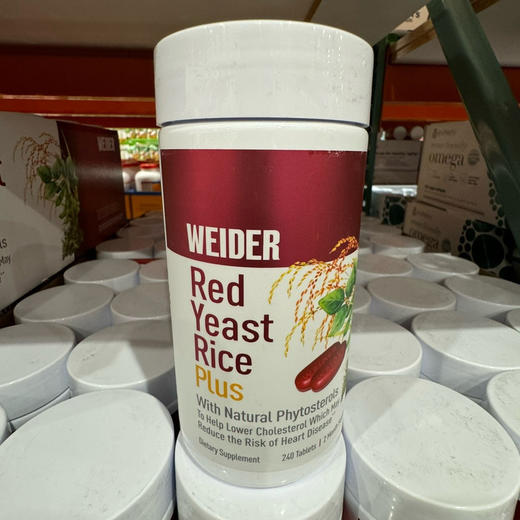 WEIDER
Red
Yeast
Rice
Plus
With Natural Phytosterols
To Help Lower Cholesterol Which May
Reduce the Risk of Heart Disease
Dietary Supplement
240 Tablets | 2
WEIDER
omega